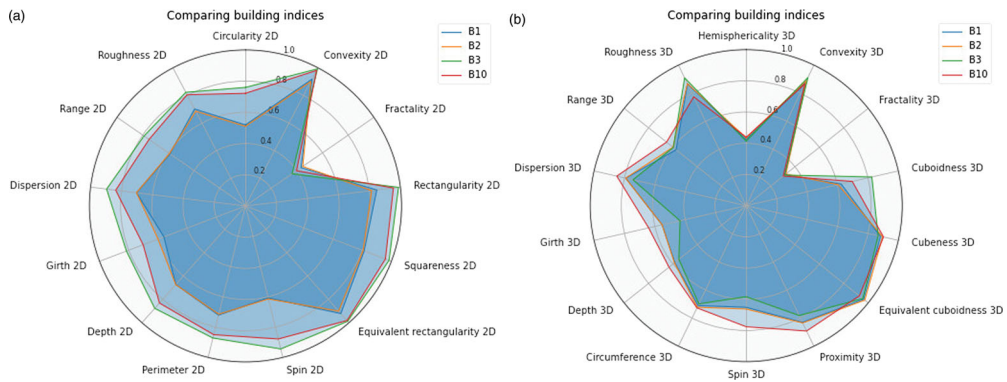 (a)
Comparing building indices
B1
B2
B3
B10
Circularity 2D
Convexity 2D
Fractality 2D
Rectangularity 2D
Squareness 2D
Equivalent rectangularity 2D
Spin 2D
Perimeter 2D
Depth 2D
Girth 2D
Dispersion 2D
Range 2D
Roughness 2D
1.0
0.8
0.6
0.4
0.2
(b)
Comparing building indices
B1
B2
B3
B10
Hemisphericality 3D
Convexity 3D
Fractality 3D
Cuboidness 3D
Cubeness 3D
Equivalent cuboidness 3D
Proximity 3D
Spin 3D
Circumference 3D
Depth 3D
Girth 3D
Dispersion 3D
Range 3D
Roughness 3D
1.0
0.8
0.6
0.4
0.2